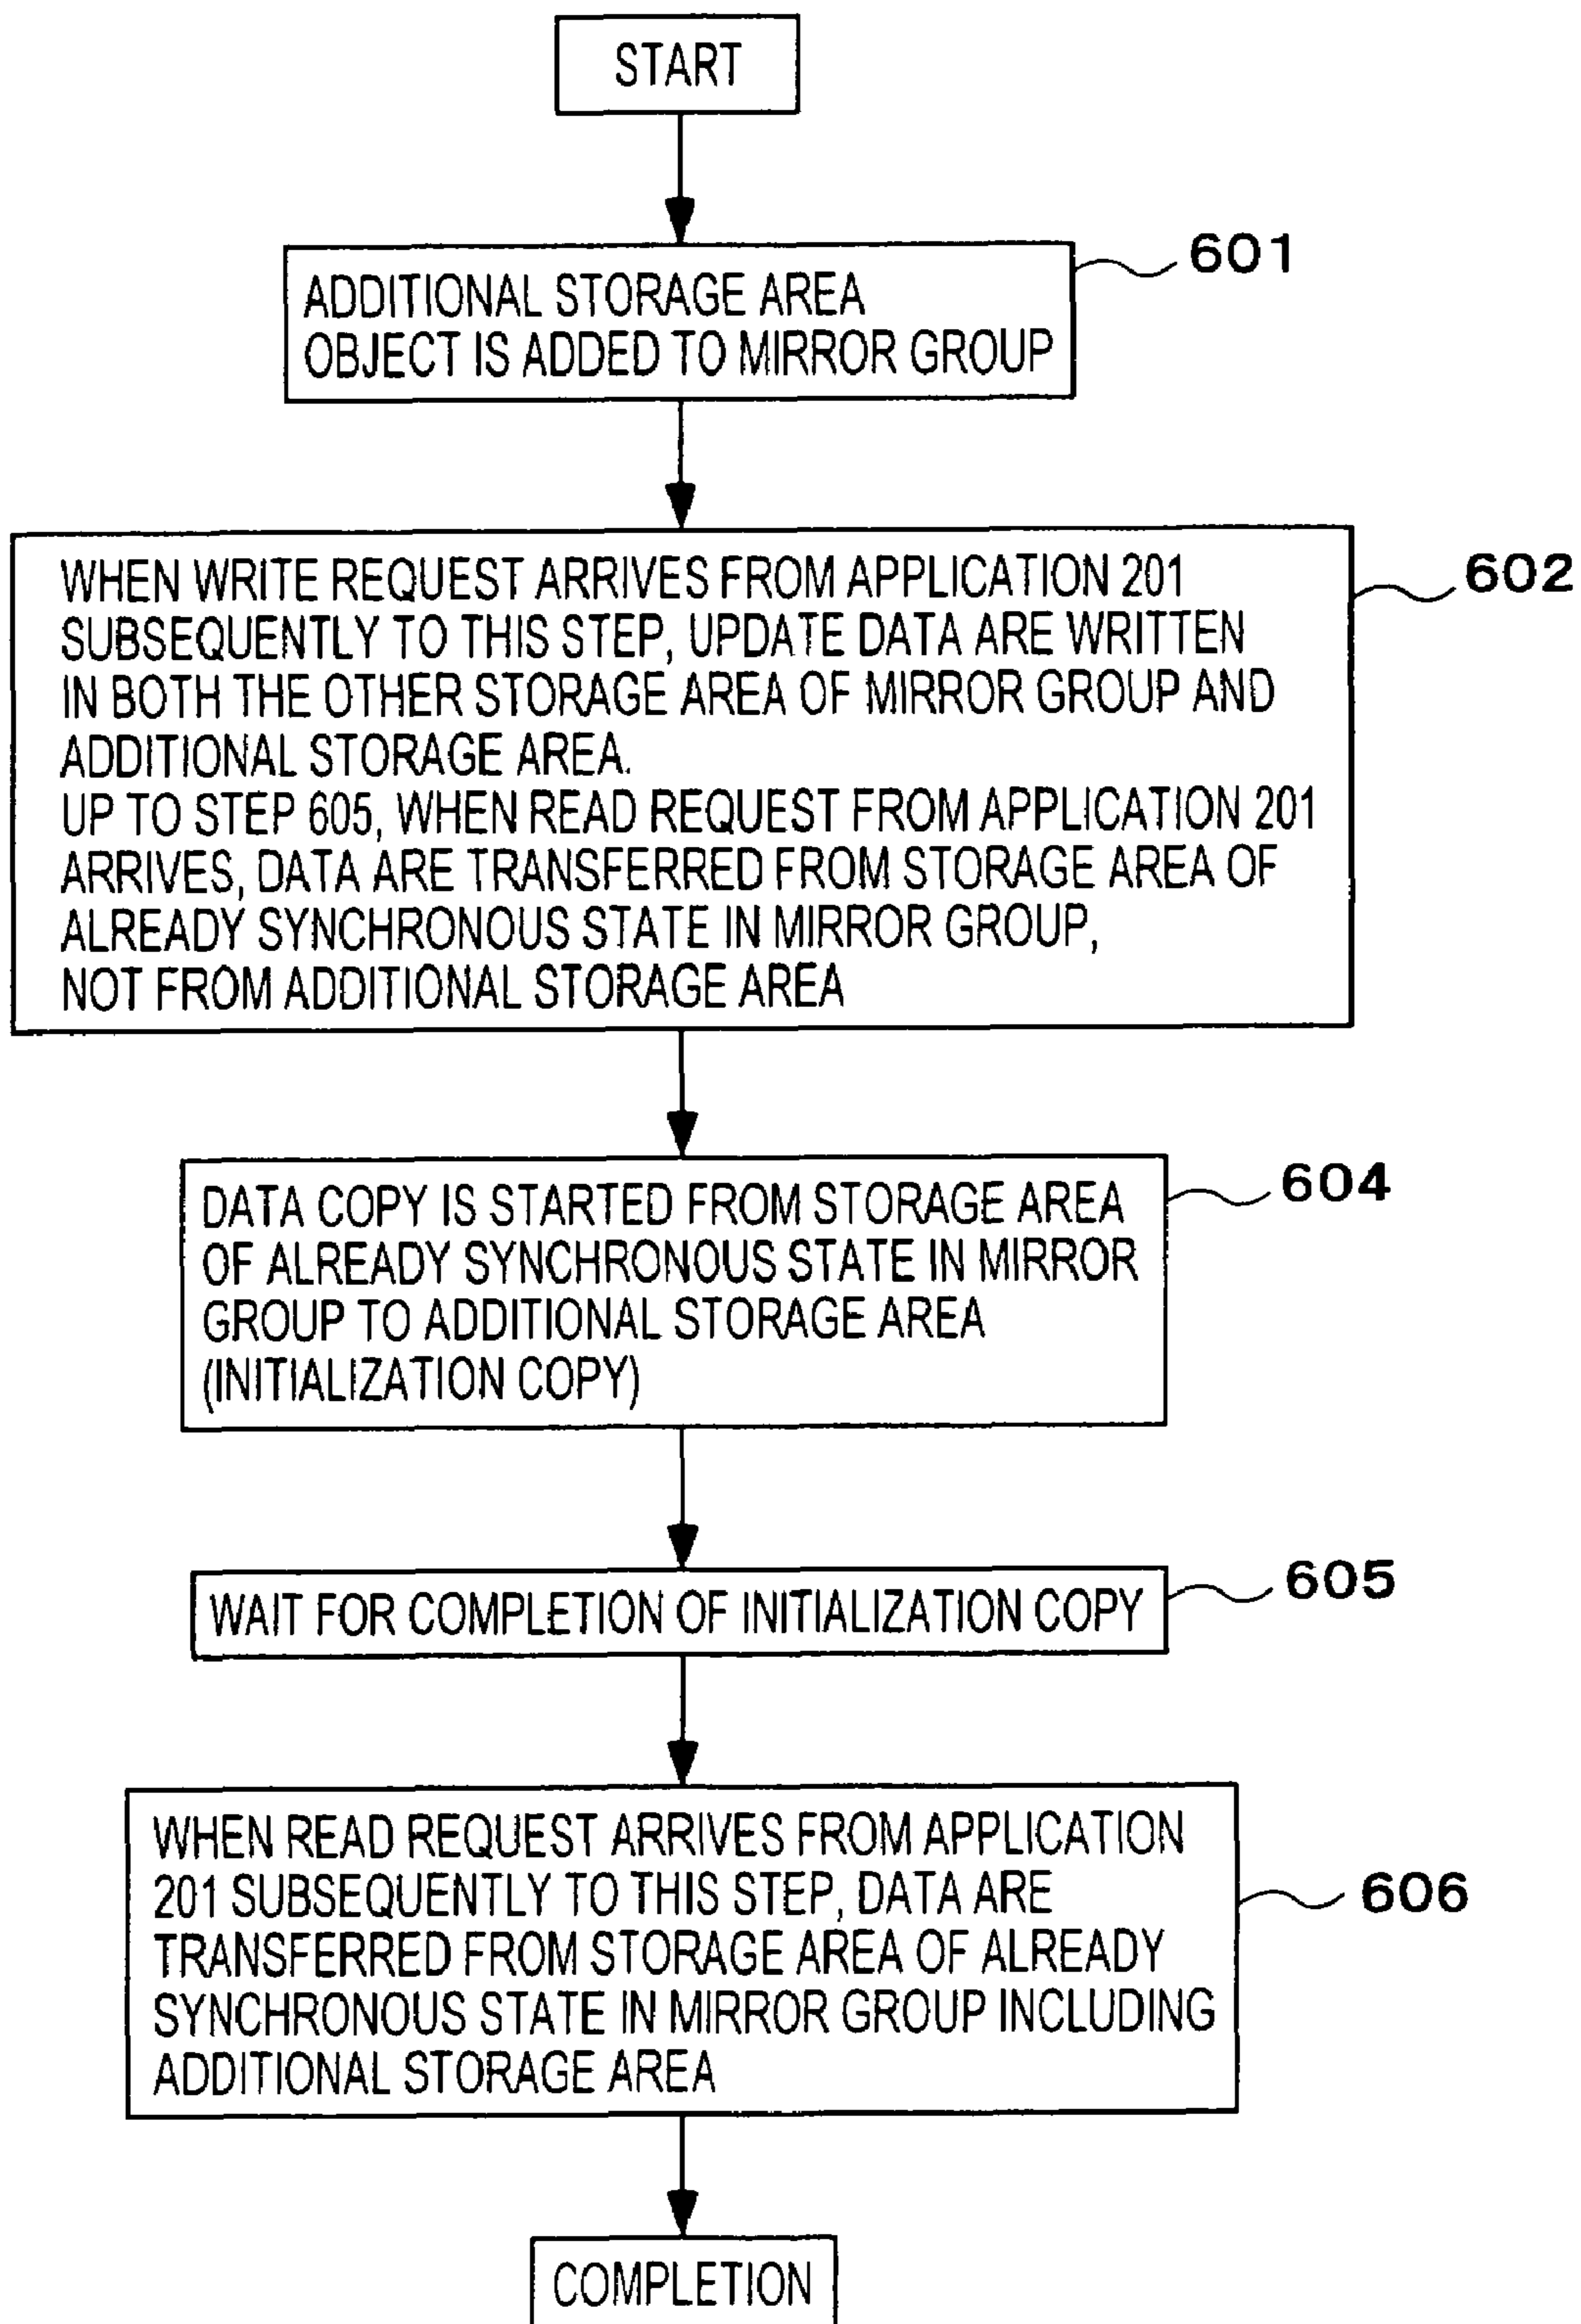 START
601
ADDITIONAL STORAGE AREA
OBJECT IS ADDED TO MIRROR GROUP
602
WHEN WRITE REQUEST ARRIVES FROM APPLICATION 201
SUBSEQUENTLY TO THIS STEP, UPDATE DATA ARE WRITTEN
IN BOTH THE OTHER STORAGE AREA OF MIRROR GROUP AND
ADDITIONAL STORAGE AREA.
UP TO STEP 605, WHEN READ REQUEST FROM APPLICATION 201
ARRIVES, DATA ARE TRANSFERRED FROM STORAGE AREA OF
ALREADY SYNCHRONOUS STATE IN MIRROR GROUP,
NOT FROM ADDITIONAL STORAGE AREA
604
DATA COPY IS STARTED FROM STORAGE AREA
OF ALREADY SYNCHRONOUS STATE IN MIRROR
GROUP TO ADDITIONAL STORAGE AREA
(INITIALIZATION COPY)
605
WAIT FOR COMPLETION OF INITIALIZATION COPY
606
WHEN READ REQUEST ARRIVES FROM APPLICATION
201 SUBSEQUENTLY TO THIS STEP, DATA ARE
TRANSFERRED FROM STORAGE AREA OF ALREADY
SYNCHRONOUS STATE IN MIRROR GROUP INCLUDING
ADDITIONAL STORAGE AREA
COMPLETION